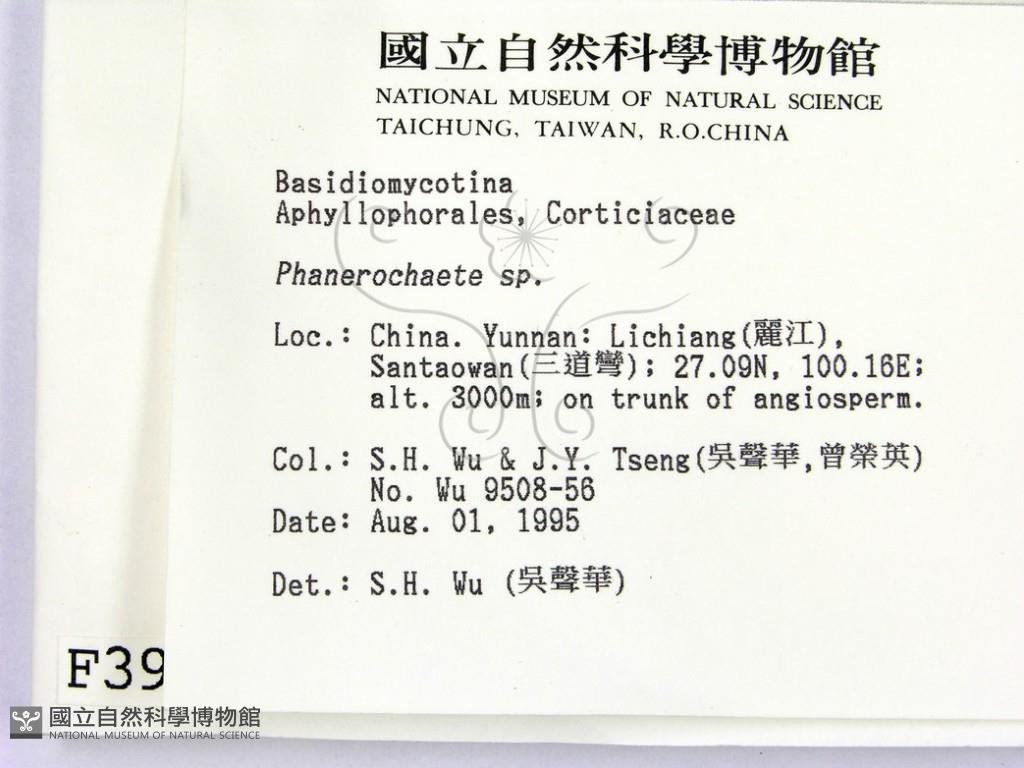 國立自然科學博物館
NATIONAL MUSEUM OF NATURAL SCIENCE
TAICHUNG, TAIWAN, R.O.CHINA
Basidiomycotina
Aphyllophorales, Corticiaceae
Phanerochaete sp.
Loc.: China. Yunnan: Lichiang(麗江),
Santaowan(三道彎); 27.09N, 100.16E;
alt. 3000m; on trunk of angiosperm.
Col.: S.H. Wu & J.Y. Tseng(吳聲華,曾榮英)
No. Wu 9508-56
Date: Aug. 01, 1995
Det.: S.H. Wu (吳聲華)
F39
國立自然科學博物館
NATIONAL MUSEUM OF NATURAL SCIENCE